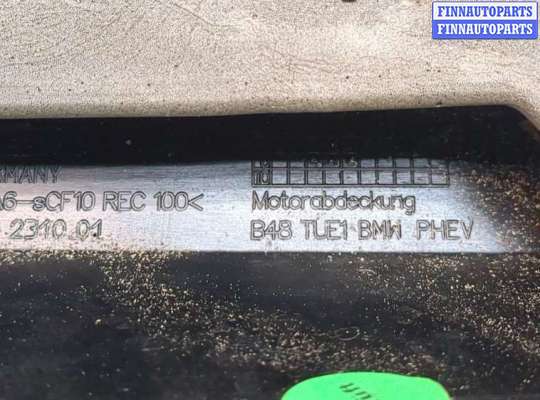 FINNAUTOPARTS
FINNAUTOPARTS
RMANY
A6-sCF10 REC 100<
2310 01
Motorabdeckung
B48 TUE1 BMW PHEV